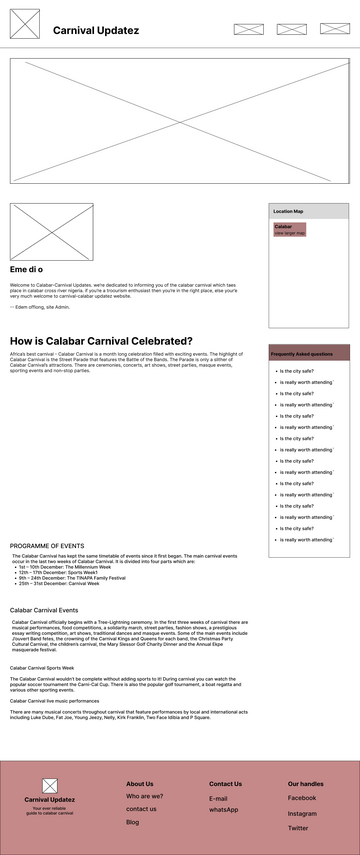 Carnival Updatez
Location Map
Calabar
view larger map
Eme di o
Welcome to Calabar-Carnival Updates. we're dedicated to informing you of the calabar carnival which taes
place in calabar cross river nigeria. if you're a trouurism enthusiast then you're in the right place, else your'e
very much welcome to carnival-calabar updatez website.
-- Edem offiong, site Admin.
How is Calabar Carnival Celebrated?
Africa's best carnival - Calabar Carnival is a month long celebration filled with exciting events. The highlight of
Calabar Carnival is the Street Parade that features the Battle of the Bands. The Parade is only a slither of
Calabar Carnival's attractions. There are ceremonies, concerts, art shows, street parties, masque events,
sporting events and non-stop parties.
Frequently Asked questions
• Is the city safe?
• is really worth attending`
• Is the city safe?
• is really worth attending`
• Is the city safe?
• is really worth attending`
• Is the city safe?
• is really worth attending`
• Is the city safe?
• is really worth attending`
• Is the city safe?
• is really worth attending`
• Is the city safe?
• is really worth attending`
• Is the city safe?
• is really worth attending`
PROGRAMME OF EVENTS
The Calabar Carnival has kept the same timetable of events since it first began. The main carnival events
occur in the last two weeks of Calabar Carnival. It is divided into four parts which are:
• 1st – 10th December: The Millennium Week
• 12th – 17th December: Sports Week1
• 9th – 24th December: The TINAPA Family Festival
• 25th – 31st December: Carnival Week
Calabar Carnival Events
Calabar Carnival officially begins with a Tree-Lightning ceremony. In the first three weeks of carnival there are
musical performances, food competitions, a solidarity march, street parties, fashion shows, a prestigious
essay writing competition, art shows, traditional dances and masque events. Some of the main events include
J'ouvert Band fetes, the crowning of the Carnival Kings and Queens for each band, the Christmas Party
Cultural Carnival, the children's carnival, the Mary Slessor Golf Charity Dinner and the Annual Ekpe
masquerade festival.
Calabar Carnival Sports Week
The Calabar Carnival wouldn't be complete without adding sports to it! During carnival you can watch the
popular soccer tournament the Carni-Cal Cup. There is also the popular golf tournament, a boat regatta and
various other sporting events.
Calabar Carnival live music performances
There are many musical concerts throughout carnival that feature performances by local and international acts
including Luke Dube, Fat Joe, Young Jeezy, Nelly, Kirk Franklin, Two Face Idibia and P Square.
Carnival Updatez
Your ever reliable
guide to calabar carnival
About Us
Who are we?
contact us
Blog
Contact Us
E-mail
whatsApp
Our handles
Facebook
Instagram
Twitter